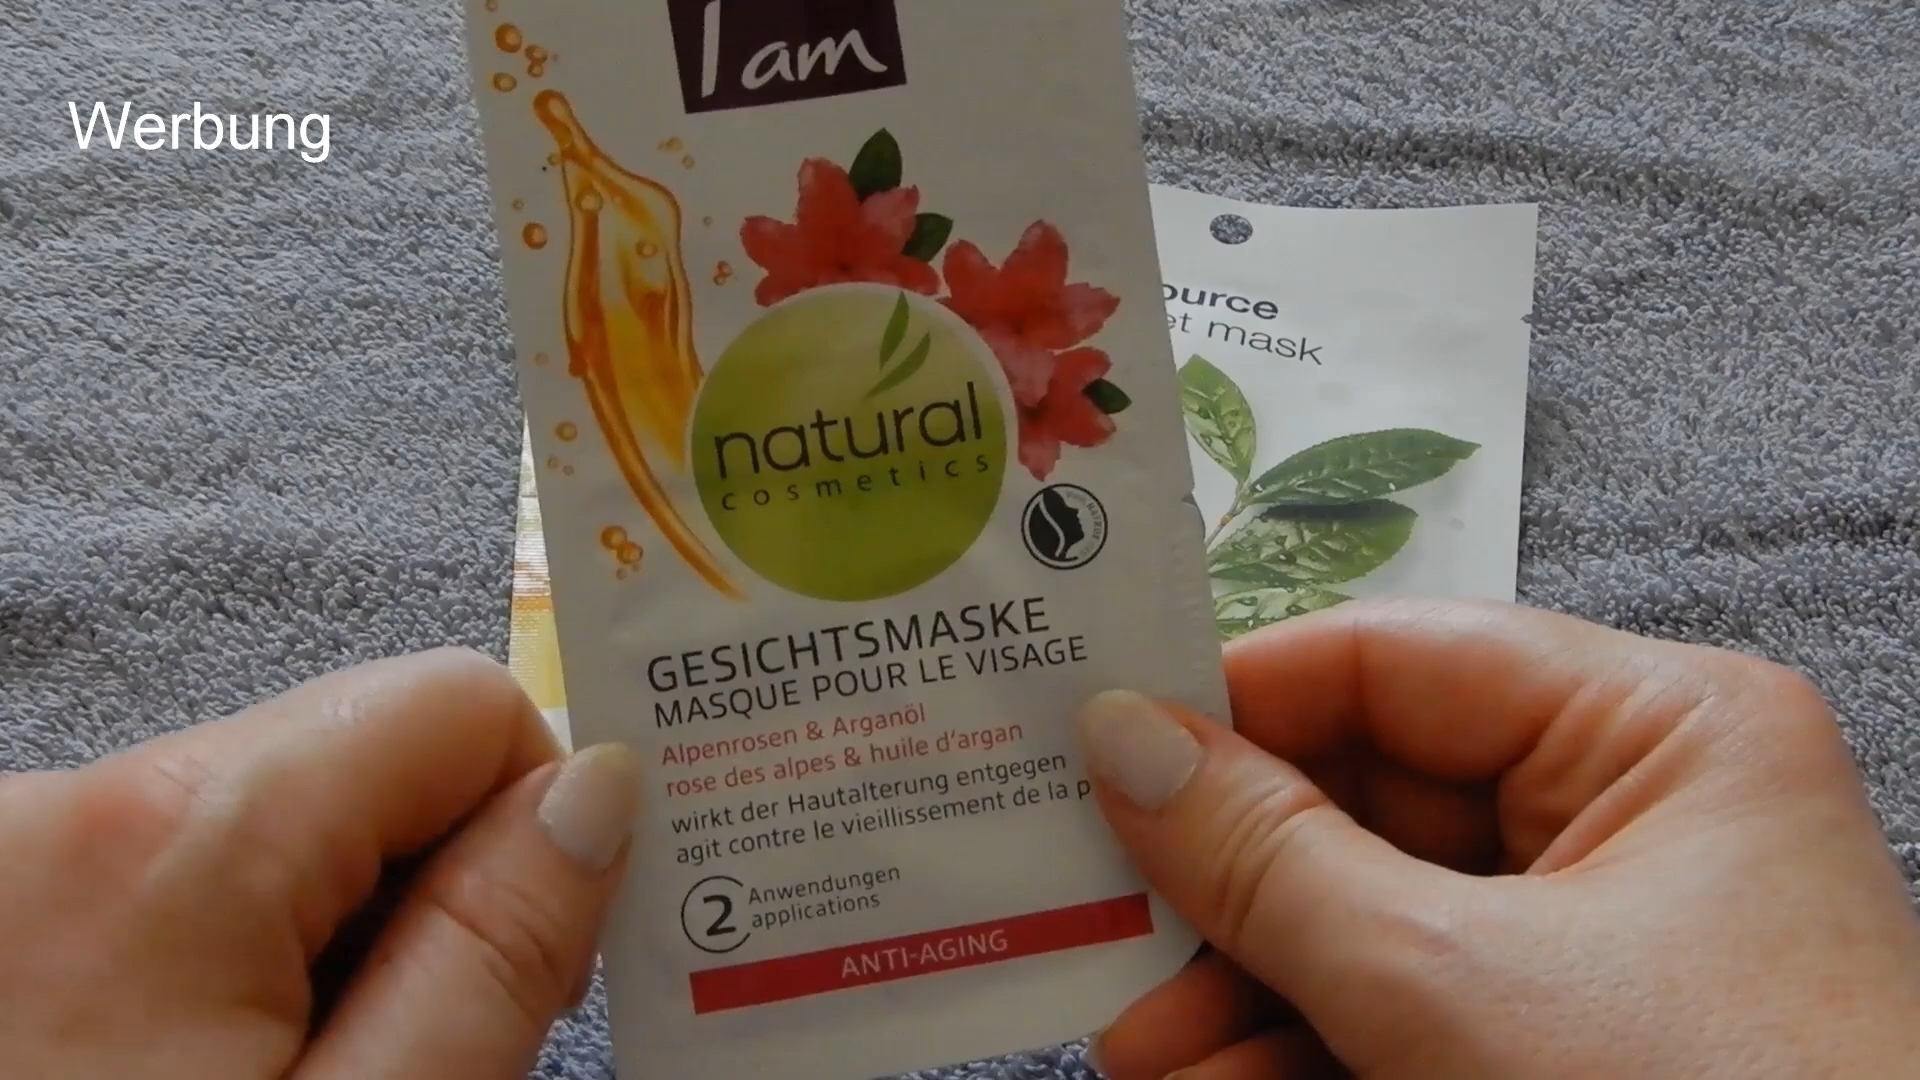 Werbung
I am
ource
et mask
natural
cosmetics
GESICHTSMASKE
MASQUE POUR LE VISAGE
Alpenrosen & Arganöl
rose des alpes & huile d'argan
wirkt der Hautalterung entgegen
agit contre le vieillissement de la p
2 Anwendungen
applications
ANTI-AGING